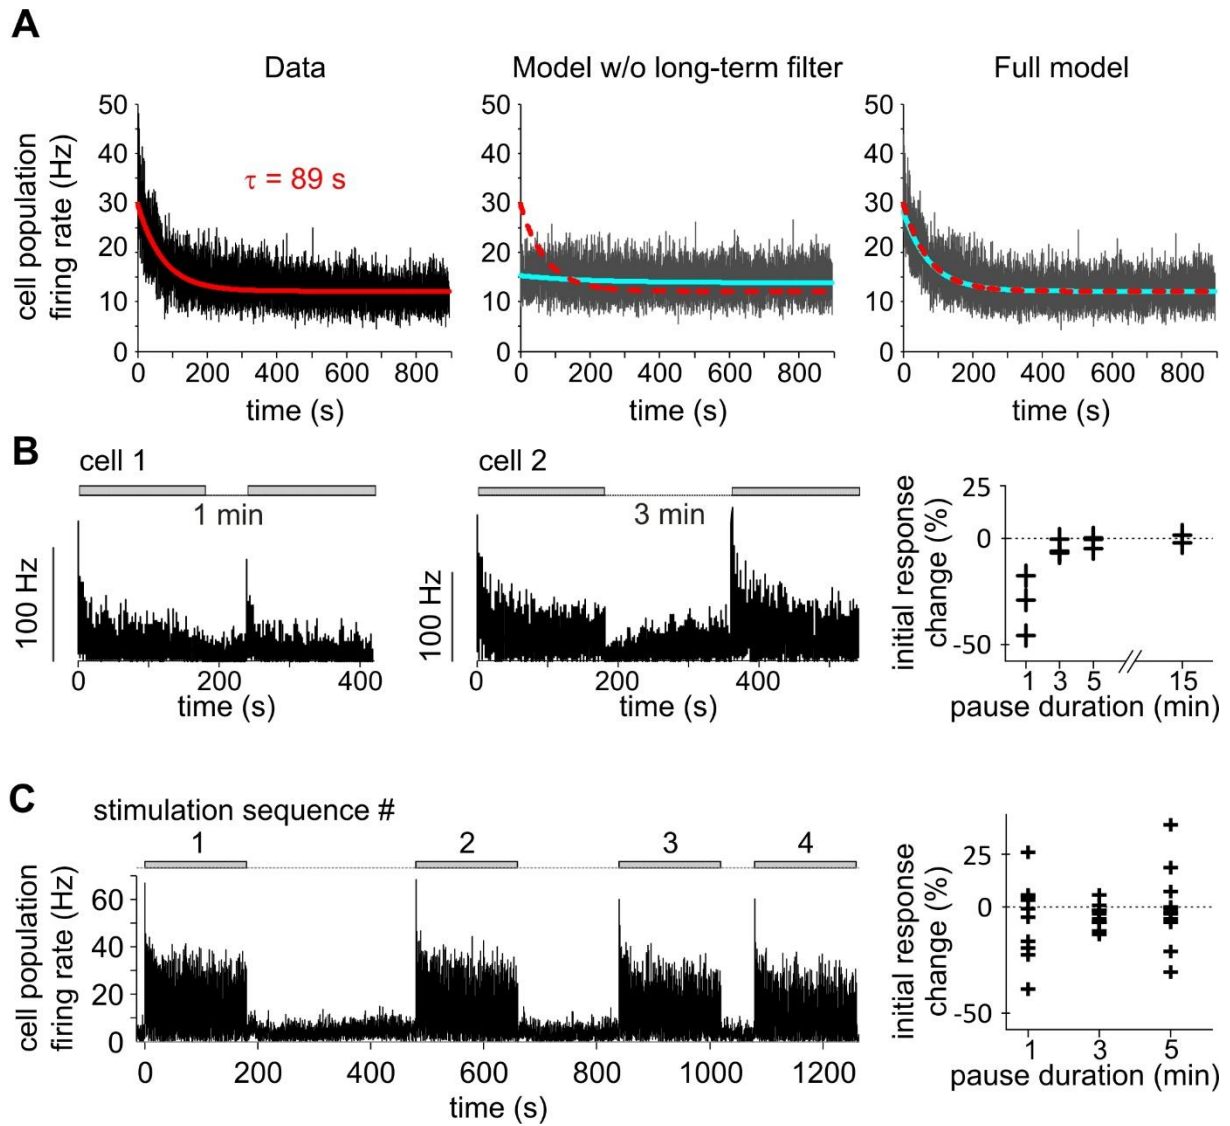 A
Data
Model w/o long-term filter
Full model
cell population
firing rate (Hz)
50
40
30
20
10
0
τ = 89 s
0 200 400 600 800
time (s)
50
40
30
20
10
0
0 200 400 600 800
time (s)
50
40
30
20
10
0
0 200 400 600 800
time (s)
B
cell 1
1 min
100 Hz
0 200 400
time (s)
cell 2
3 min
100 Hz
0 200 400
time (s)
initial response
change (%)
25
0
-50
1 3 5 15
pause duration (min)
C
stimulation sequence #
1 2 3 4
cell population
firing rate (Hz)
60
40
20
0
0 200 400 600 800 1000 1200
time (s)
initial response
change (%)
25
0
-50
1 3 5
pause duration (min)